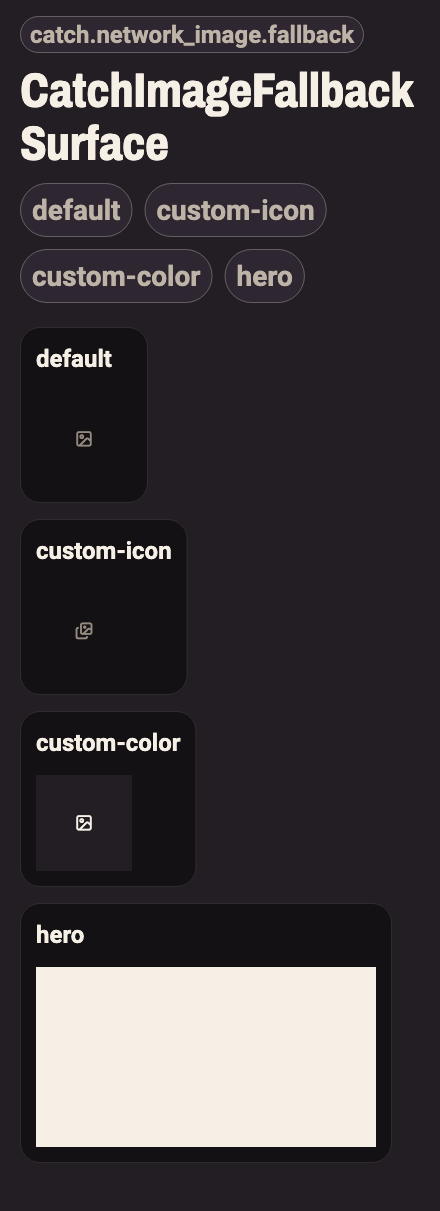 catch.network_image.fallback
CatchImageFallback
Surface
default custom-icon
custom-color hero
default
custom-icon
custom-color
hero